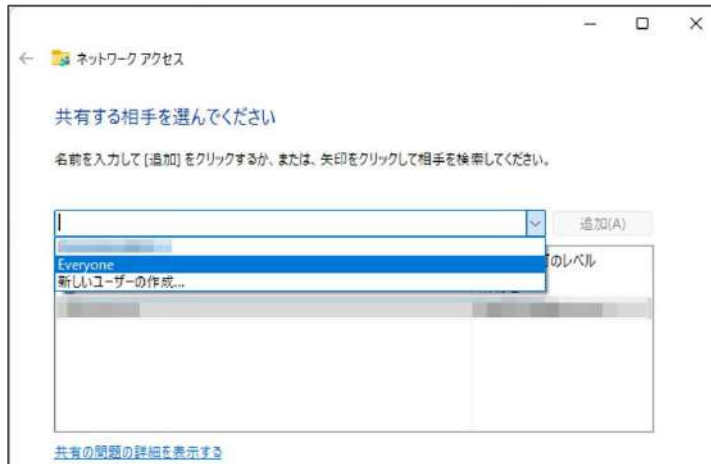 ネットワーク アクセス
共有する相手を選んでください
名前を入力して [追加] をクリックするか、または、矢印をクリックして相手を検索してください。
追加(A)
Everyone
のレベル
新しいユーザーの作成...
共有の問題の詳細を表示する